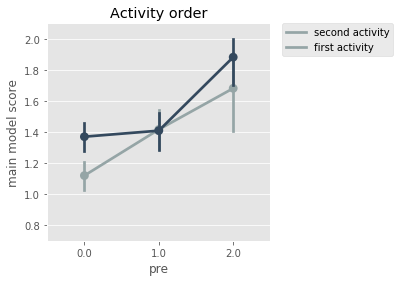 Activity order
second activity
first activity
2.0
1.8
1.6
1.4
1.2
1.0
0.8
main model score
0.0 1.0 2.0
pre